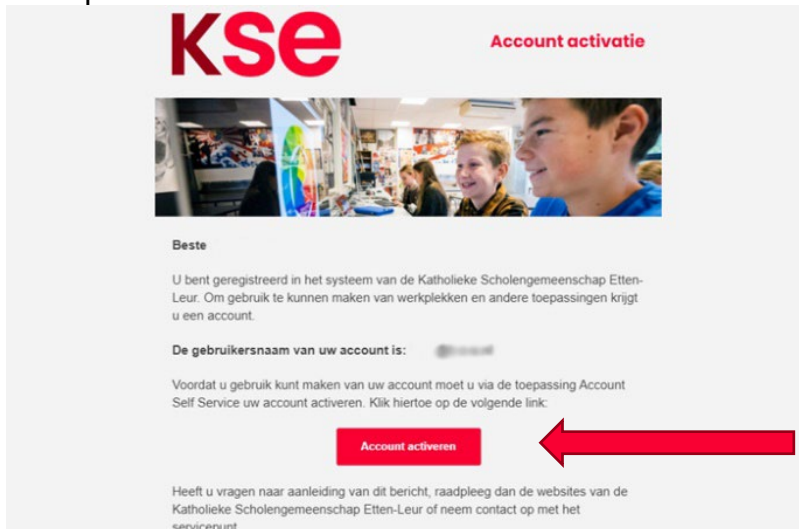 kse
Account activatie
Beste
U bent geregistreerd in het systeem van de Katholieke Scholengemeenschap Etten-
Leur. Om gebruik te kunnen maken van werkplekken en andere toepassingen krijgt
u een account.
De gebruikersnaam van uw account is:
Voordat u gebruik kunt maken van uw account moet u via de toepassing Account
Self Service uw account activeren. Klik hiertoe op de volgende link:
Account activeren
Heeft u vragen naar aanleiding van dit bericht, raadpleeg dan de websites van de
Katholieke Scholengemeenschap Etten-Leur of neem contact op met het
servicepunt